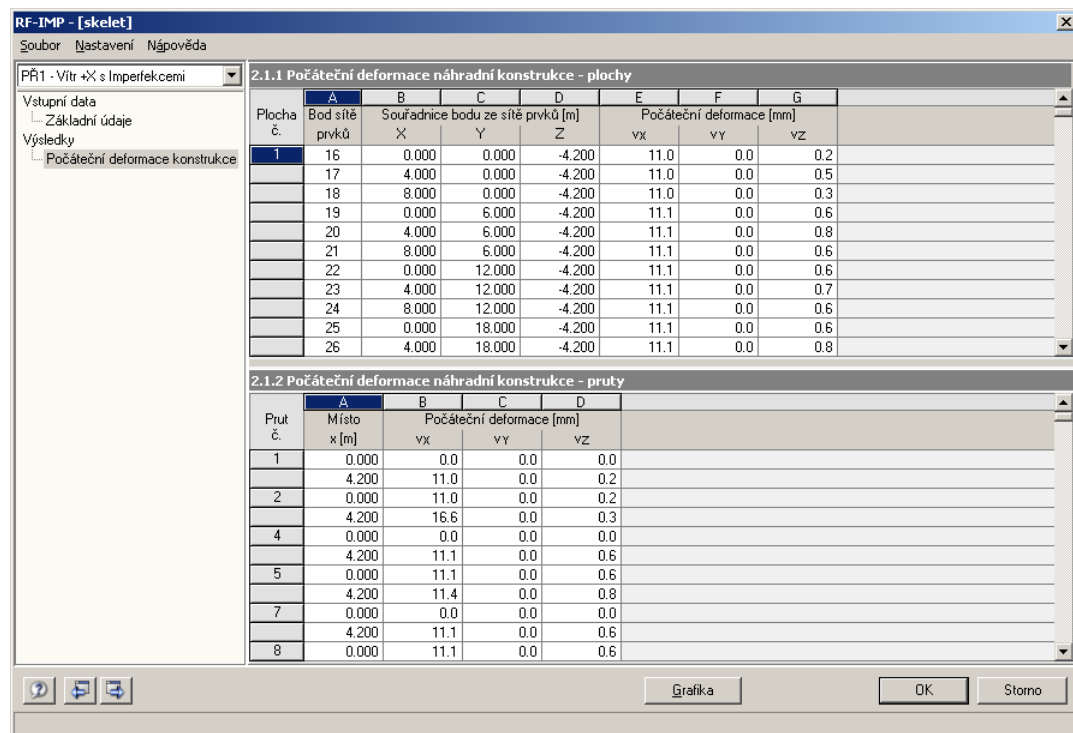 RF-IMP - [skelet]
Soubor Nastavení Nápověda
PŘ1 - Vítr +X s Imperfekcemi
Vstupní data
Základní údaje
Výsledky
Počáteční deformace konstrukce
2.1.1 Počáteční deformace náhradní konstrukce - plochy
A B C D E F G
Plocha Bod sítě Souřadnice bodu ze sítě prvků [m] Počáteční deformace [mm]
č. prvků X Y Z vX vY vZ
1 16 0.000 0.000 -4.200 11.0 0.0 0.2
17 4.000 0.000 -4.200 11.0 0.0 0.5
18 8.000 0.000 -4.200 11.0 0.0 0.3
19 0.000 6.000 -4.200 11.1 0.0 0.6
20 4.000 6.000 -4.200 11.1 0.0 0.8
21 8.000 6.000 -4.200 11.1 0.0 0.6
22 0.000 12.000 -4.200 11.1 0.0 0.6
23 4.000 12.000 -4.200 11.1 0.0 0.7
24 8.000 12.000 -4.200 11.1 0.0 0.6
25 0.000 18.000 -4.200 11.1 0.0 0.6
26 4.000 18.000 -4.200 11.1 0.0 0.8
2.1.2 Počáteční deformace náhradní konstrukce - pruty
A B C D
Prut Místo Počáteční deformace [mm]
č. x [m] vX vY vZ
1 0.000 0.0 0.0 0.0
4.200 11.0 0.0 0.2
2 0.000 11.0 0.0 0.2
4.200 16.6 0.0 0.3
4 0.000 0.0 0.0 0.0
4.200 11.1 0.0 0.6
5 0.000 11.1 0.0 0.6
4.200 11.4 0.0 0.8
7 0.000 0.0 0.0 0.0
4.200 11.1 0.0 0.6
8 0.000 11.1 0.0 0.6
Grafika OK Storno